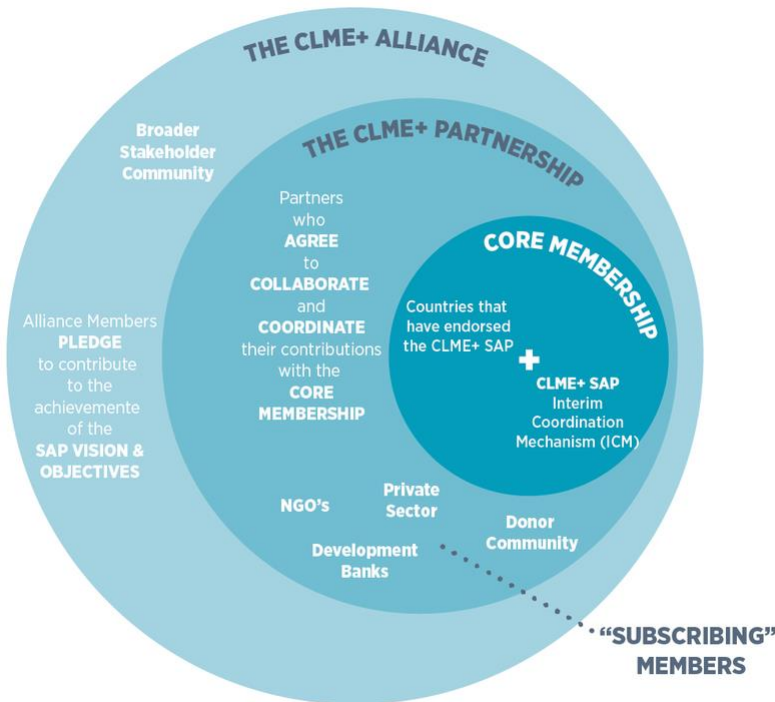 THE CLME+ ALLIANCE
Broader
Stakeholder
Community
Alliance Members
PLEDGE
to contribute
to the
achievemente
of the
SAP VISION &
OBJECTIVES
THE CLME+ PARTNERSHIP
Partners
who
AGREE
to
COLLABORATE
and
COORDINATE
their contributions
with the
CORE
MEMBERSHIP
CORE MEMBERSHIP
Countries that
have endorsed
the CLME+ SAP
+
CLME+ SAP
Interim
Coordination
Mechanism (ICM)
NGO's
Private
Sector
Development
Banks
Donor
Community
“SUBSCRIBING”
MEMBERS